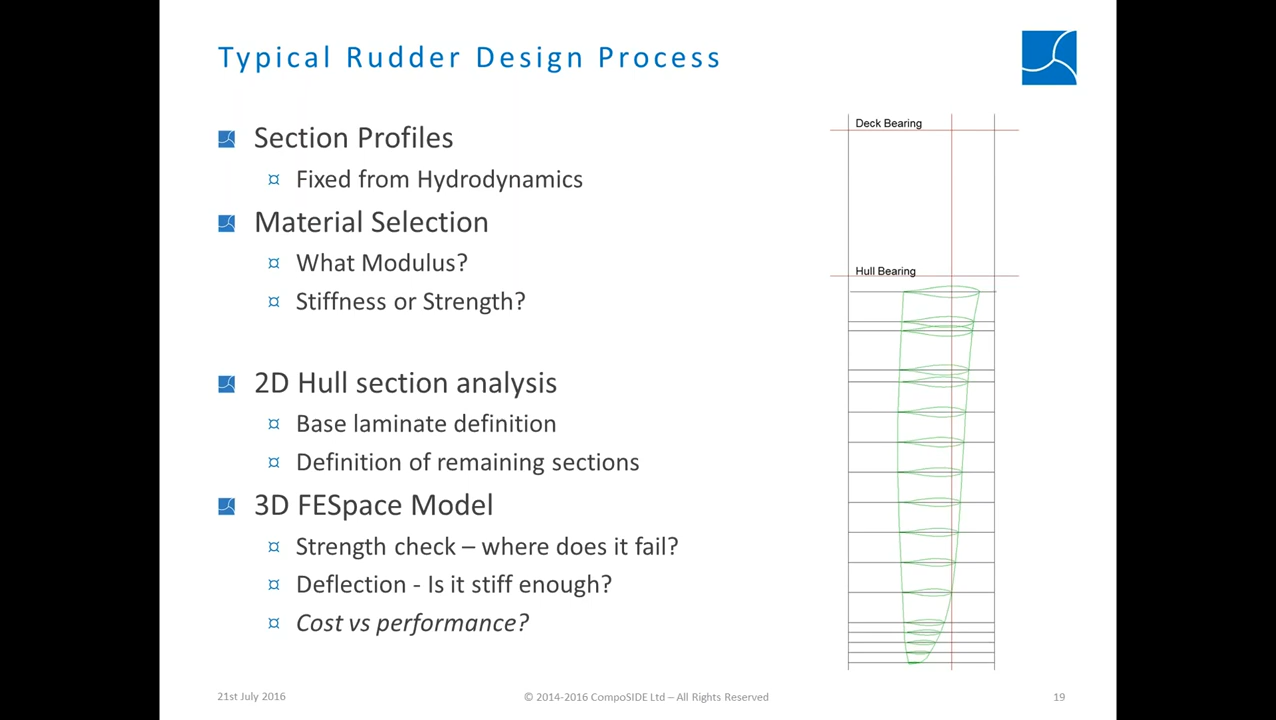 Typical Rudder Design Process
Section Profiles
¤ Fixed from Hydrodynamics
Material Selection
¤ What Modulus?
¤ Stiffness or Strength?
2D Hull section analysis
¤ Base laminate definition
¤ Definition of remaining sections
3D FESpace Model
¤ Strength check – where does it fail?
¤ Deflection - Is it stiff enough?
¤ Cost vs performance?
Deck Bearing
Hull Bearing
21st July 2016
© 2014-2016 CompoSIDE Ltd – All Rights Reserved
19